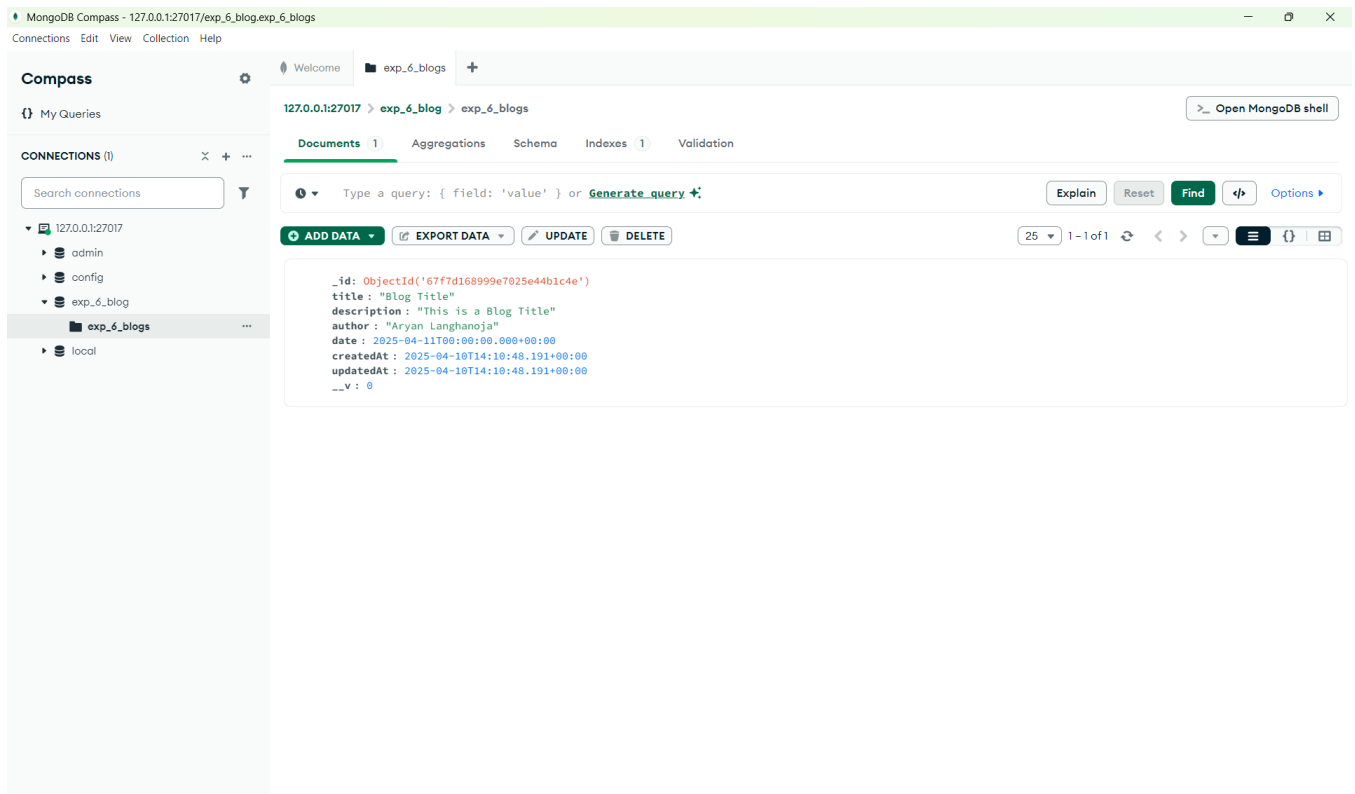 MongoDB Compass - 127.0.0.1:27017/exp_6_blog.exp_6_blogs
Connections Edit View Collection Help
Compass
{} My Queries
CONNECTIONS (1)
Search connections
127.0.0.1:27017
admin
config
exp_6_blog
exp_6_blogs
local
Welcome exp_6_blogs
127.0.0.1:27017 > exp_6_blog > exp_6_blogs
>_ Open MongoDB shell
Documents 1 Aggregations Schema Indexes 1 Validation
Type a query: { field: 'value' } or Generate query
Explain Reset Find </> Options
ADD DATA EXPORT DATA UPDATE DELETE
25 1 – 1 of 1 {}
_id: ObjectId('67f7d168999e7025e44b1c4e')
title : "Blog Title"
description : "This is a Blog Title"
author : "Aryan Langhanoja"
date : 2025-04-11T00:00:00.000+00:00
createdAt : 2025-04-10T14:10:48.191+00:00
updatedAt : 2025-04-10T14:10:48.191+00:00
__v : 0